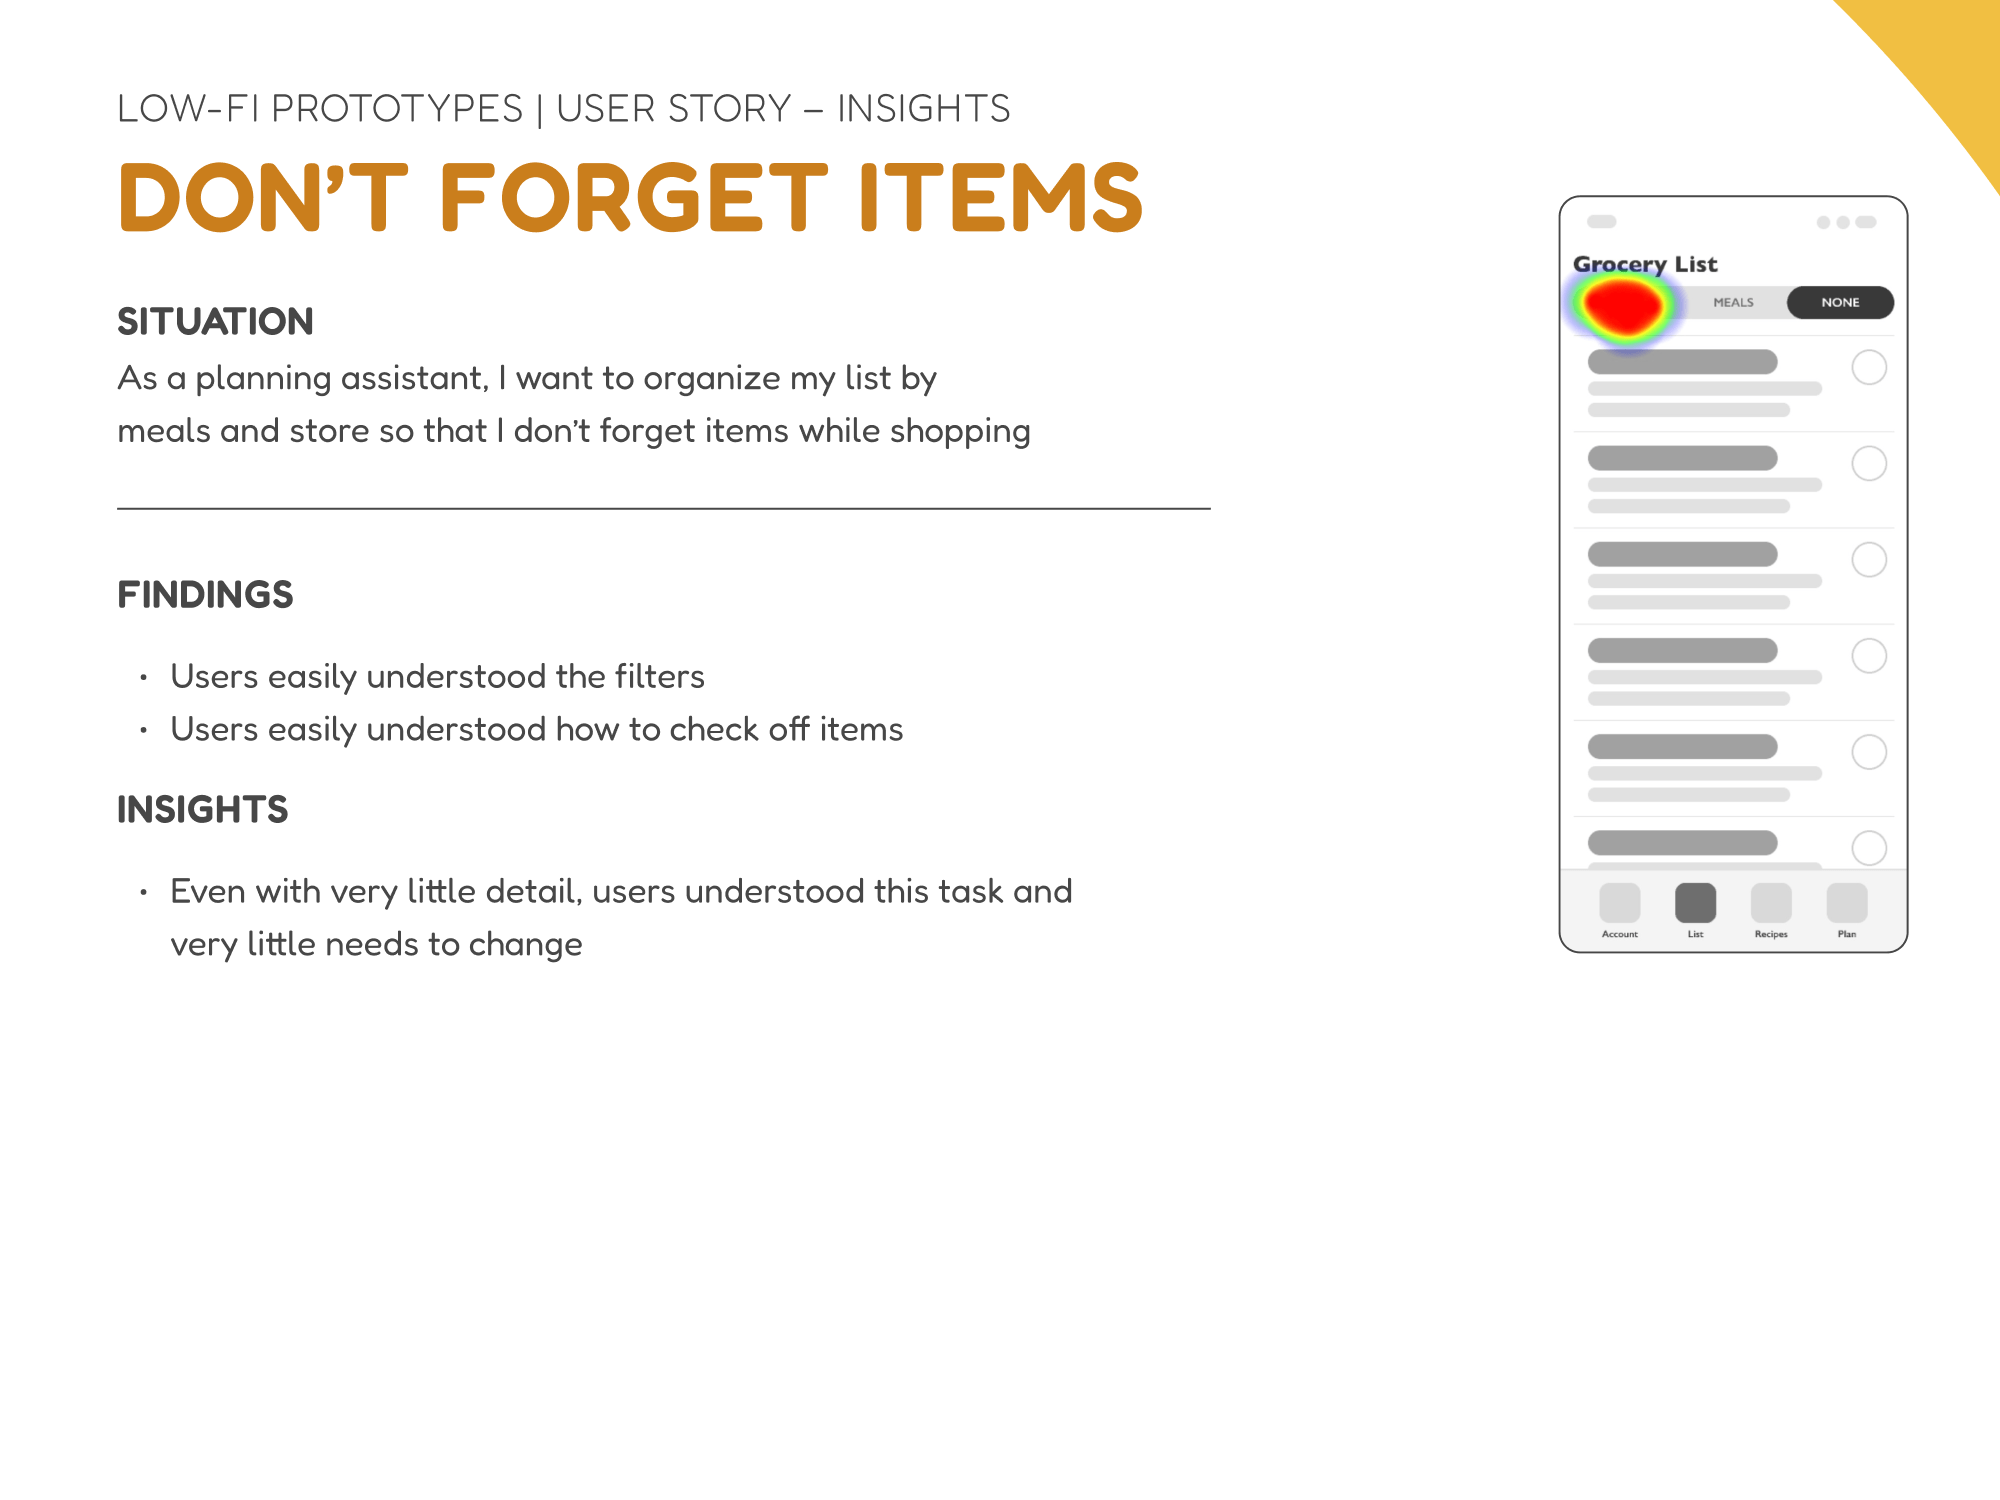 LOW-FI PROTOTYPES | USER STORY – INSIGHTS
DON’T FORGET ITEMS
SITUATION
As a planning assistant, I want to organize my list by
meals and store so that I don’t forget items while shopping
FINDINGS
• Users easily understood the filters
• Users easily understood how to check off items
INSIGHTS
• Even with very little detail, users understood this task and
very little needs to change
Grocery List
MEALS NONE
Account List Recipes Plan